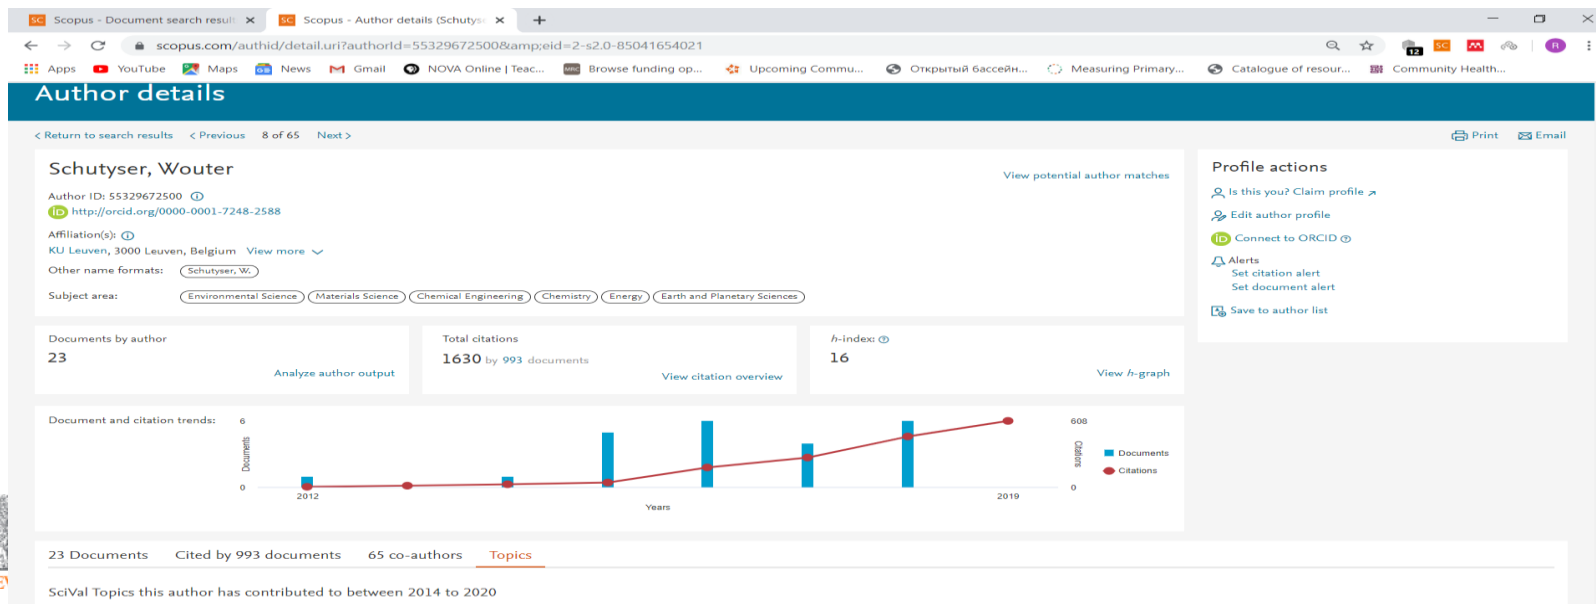 SC Scopus - Document search result
SC Scopus - Author details (Schutys
scopus.com/authid/detail.uri?authorId=55329672500&amp;eid=2-s2.0-85041654021
12 SC R
Apps YouTube Maps News Gmail NOVA Online | Teac... MRC Browse funding op... Upcoming Commu... Открытый бассейн... Measuring Primary... Catalogue of resour... Community Health...
Author details
< Return to search results < Previous 8 of 65 Next >
Print Email
Schutyser, Wouter
View potential author matches
Author ID: 55329672500
iD http://orcid.org/0000-0001-7248-2588
Affiliation(s):
KU Leuven, 3000 Leuven, Belgium View more
Other name formats: Schutyser, W.
Subject area: Environmental Science Materials Science Chemical Engineering Chemistry Energy Earth and Planetary Sciences
Profile actions
Is this you? Claim profile
Edit author profile
iD Connect to ORCID
Alerts
Set citation alert
Set document alert
Save to author list
Documents by author
23
Analyze author output
Total citations
1630 by 993 documents
View citation overview
h-index:
16
View h-graph
Document and citation trends:
6
Documents
0
2012
Years
2019
608
Citations
0
Documents
Citations
23 Documents Cited by 993 documents 65 co-authors Topics
SciVal Topics this author has contributed to between 2014 to 2020